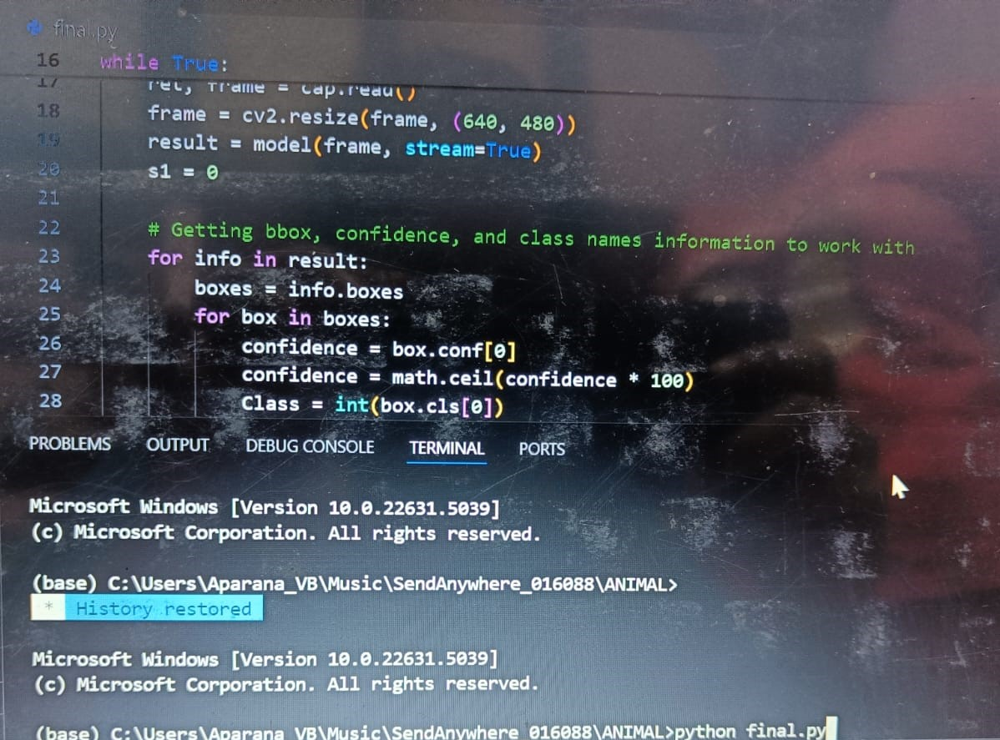 final.py
16 while True:
17 ret, frame = cap.read()
18 frame = cv2.resize(frame, (640, 480))
19 result = model(frame, stream=True)
20 s1 = 0
21
22 # Getting bbox, confidence, and class names information to work with
23 for info in result:
24 boxes = info.boxes
25 for box in boxes:
26 confidence = box.conf[0]
27 confidence = math.ceil(confidence * 100)
28 Class = int(box.cls[0])
PROBLEMS OUTPUT DEBUG CONSOLE TERMINAL PORTS
Microsoft Windows [Version 10.0.22631.5039]
(c) Microsoft Corporation. All rights reserved.
(base) C:\Users\Aparana_VB\Music\SendAnywhere_016088\ANIMAL>
* History restored
Microsoft Windows [Version 10.0.22631.5039]
(c) Microsoft Corporation. All rights reserved.
(base) C:\Users\Aparana_VB\Music\SendAnywhere_016088\ANIMAL>python final.py